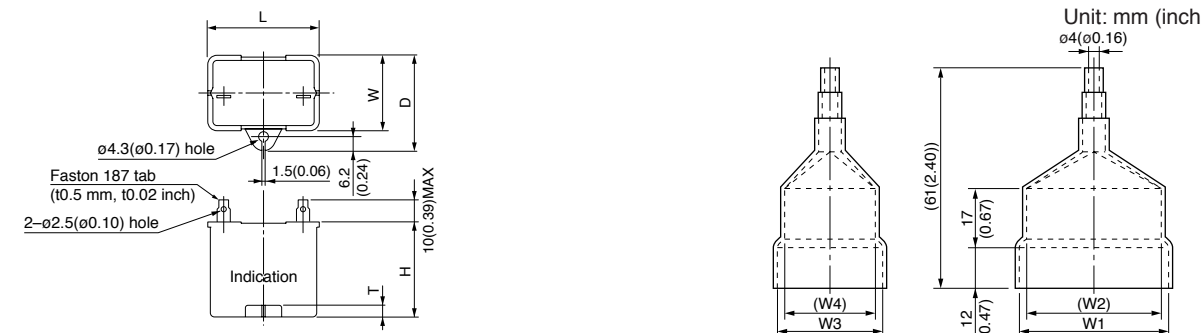 Unit: mm (inch
L
W
D
ø4.3(ø0.17) hole
1.5(0.06)
6.2
(0.24)
Faston 187 tab
(t0.5 mm, t0.02 inch)
2–ø2.5(ø0.10) hole
10(0.39)MAX
H
T
Indication
ø4(ø0.16)
(61(2.40))
17
(0.67)
12
0.47)
(W4)
W3
(W2)
W1